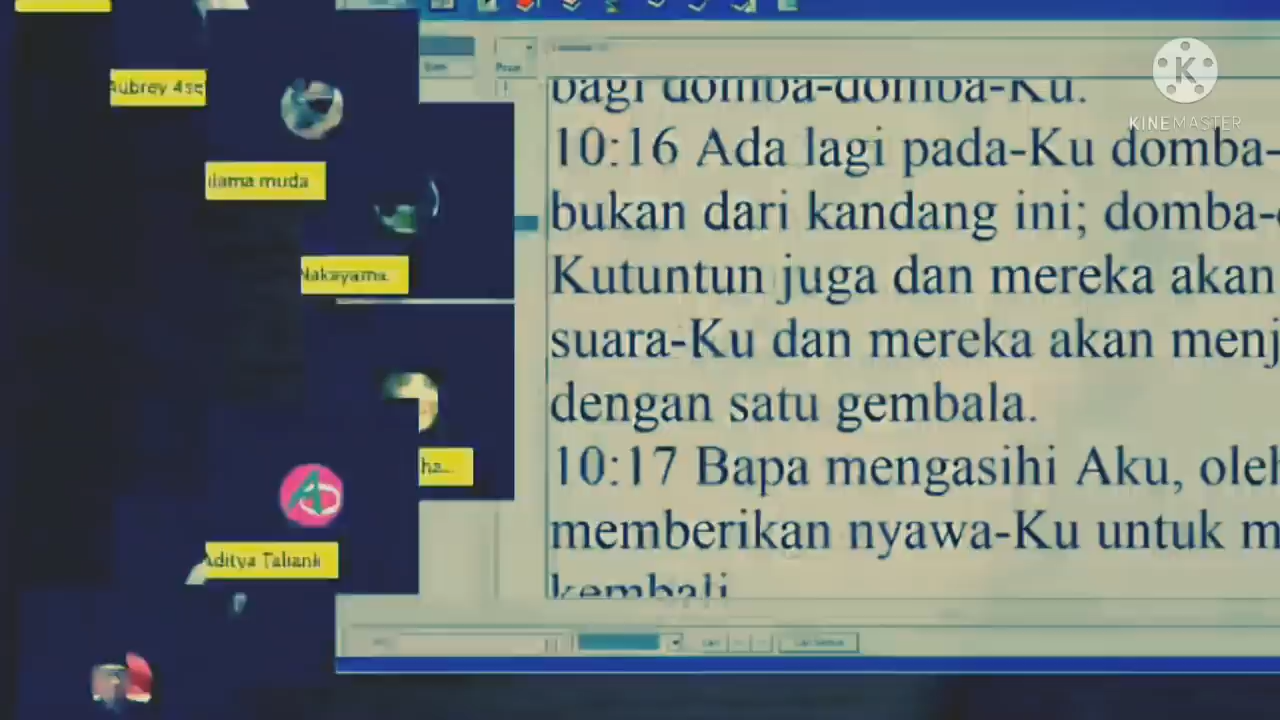 Aubrey 4se
ilama muda
Nakayama...
ha...
Aditya Taliank
bagi domba-domba-Ku.
10:16 Ada lagi pada-Ku domba-
bukan dari kandang ini; domba-
Kutuntun juga dan mereka akan
suara-Ku dan mereka akan menj
dengan satu gembala.
10:17 Bapa mengasihi Aku, oleh
memberikan nyawa-Ku untuk m
kembali
K
KINEMASTER